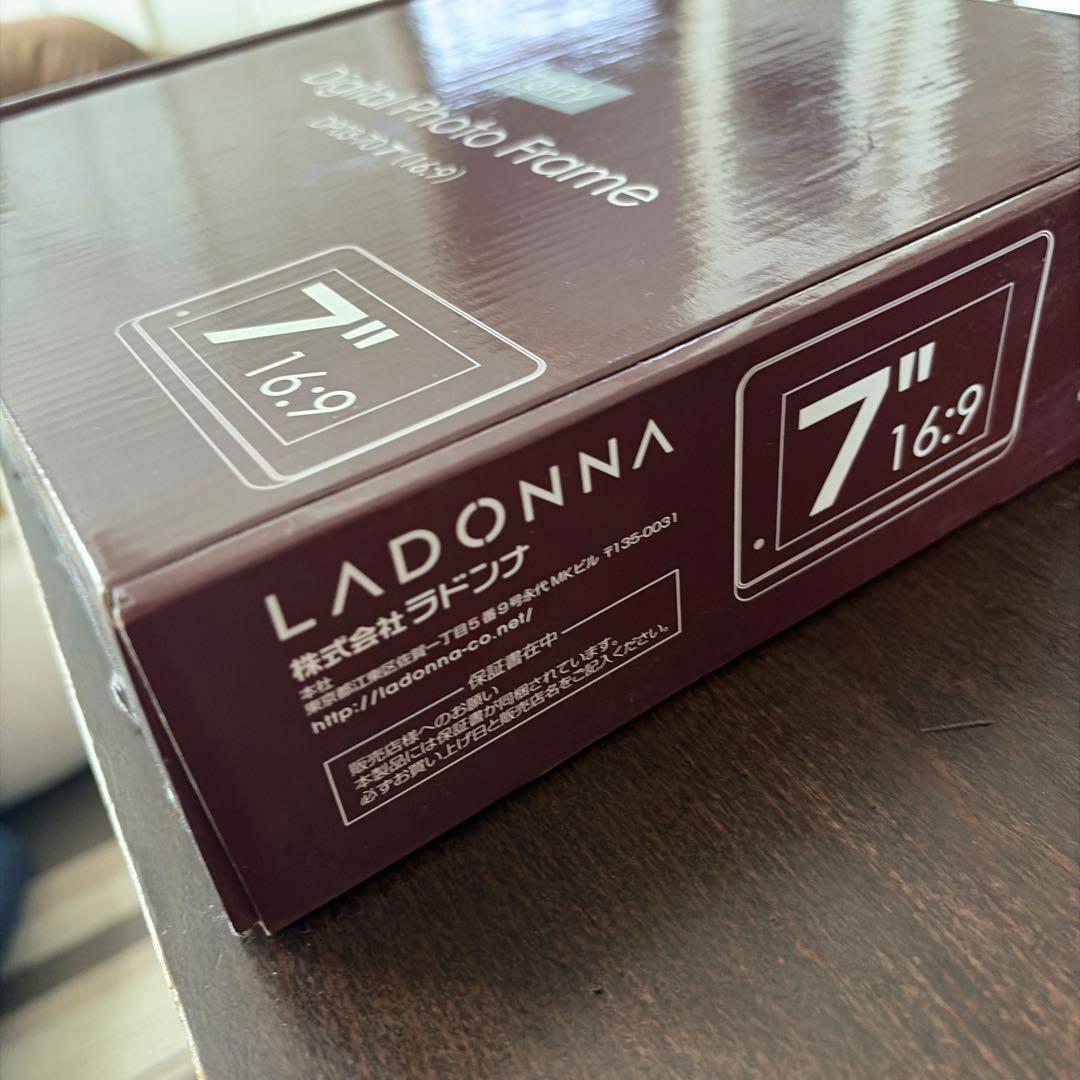 Digital Photo Frame
7"
16:9
LADONNA
株式会社ラドンナ
本社
東京都江東区佐賀一丁目5番9号永代MKビル 〒135-0031
http://ladonna-co.net/
保証書在中
販売店様へのお願い
本製品には保証書が同梱されています。
必ずお買い上げ日と販売店名をご記入ください。
7"
16:9